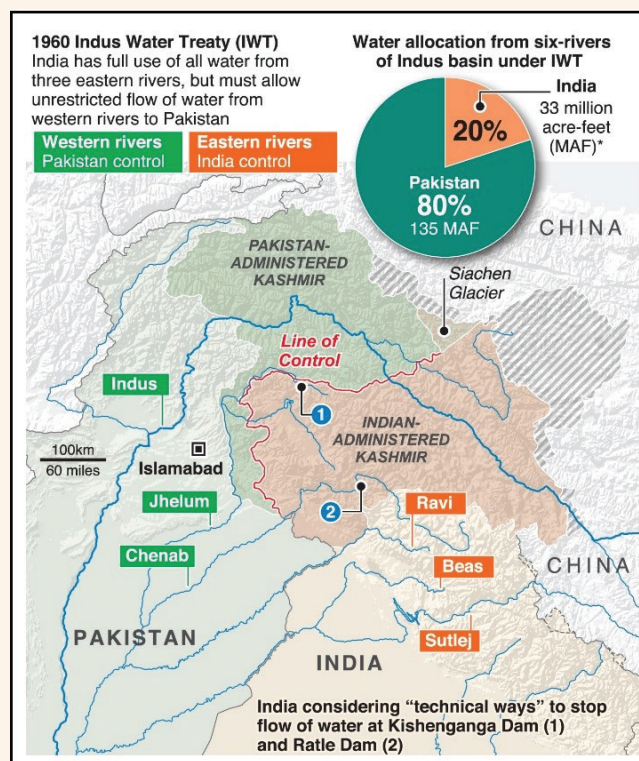 1960 Indus Water Treaty (IWT)
India has full use of all water from
three eastern rivers, but must allow
unrestricted flow of water from
western rivers to Pakistan
Western rivers
Pakistan control
Eastern rivers
India control
Water allocation from six-rivers
of Indus basin under IWT
India
33 million
acre-feet
(MAF)*
20%
Pakistan
80%
135 MAF
CHINA
PAKISTAN-
ADMINISTERED
KASHMIR
Siachen
Glacier
Line of
Control
Indus
1
INDIAN-
ADMINISTERED
KASHMIR
100km
60 miles
Islamabad
Jhelum
2
Ravi
Chenab
Beas
CHINA
PAKISTAN
INDIA
Sutlej
India considering “technical ways” to stop
flow of water at Kishenganga Dam (1)
and Ratle Dam (2)